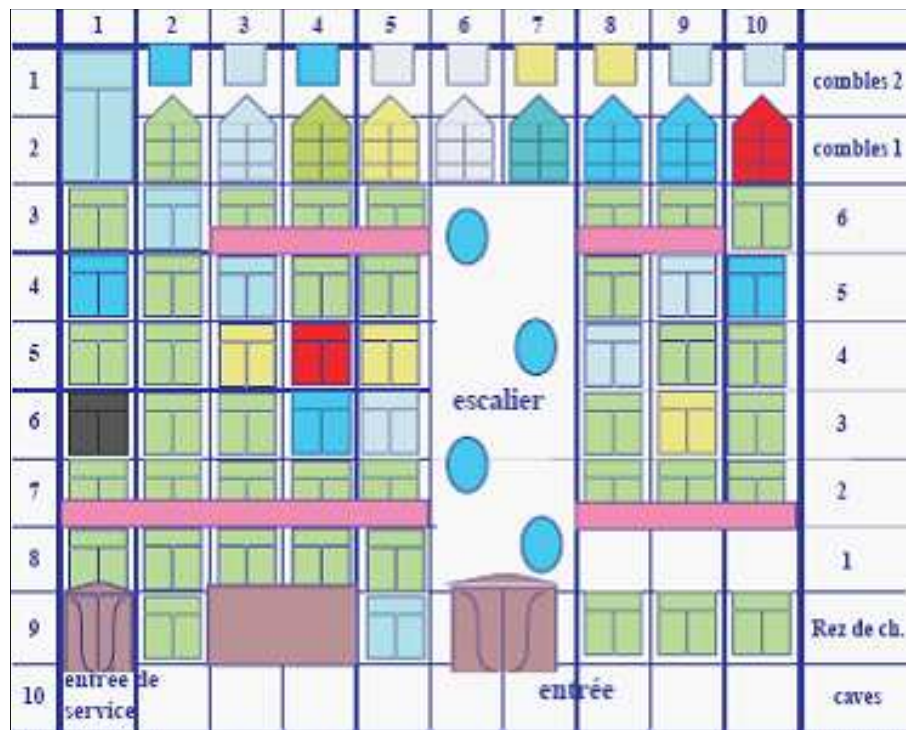 1 2 3 4 5 6 7 8 9 10
1 combles 2
2 combles 1
3 6
4 5
5 4
escalier
6 3
7 2
8 1
9 Rez de ch.
entrée de
service
entrée
10 caves